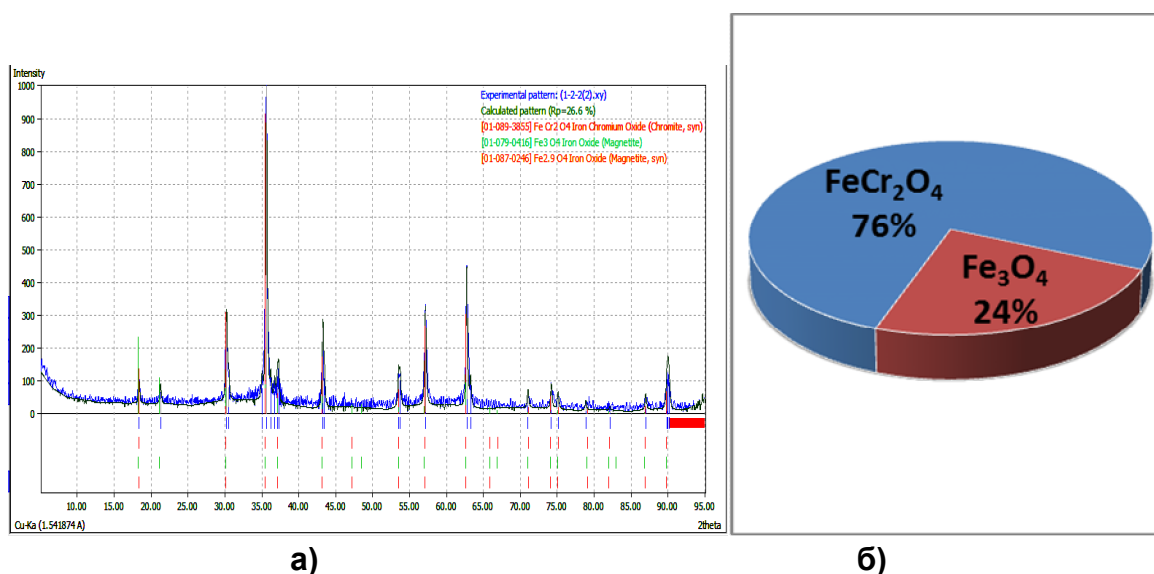 Intensity
1000
900
800
700
600
500
400
300
200
100
0
Experimental pattern: (1-2-2(2).xy)
Calculated pattern (Rp=26.6 %)
[01-089-3855] Fe Cr2 O4 Iron Chromium Oxide (Chromite, syn)
[01-079-0416] Fe3 O4 Iron Oxide (Magnetite)
[01-087-0246] Fe2.9 O4 Iron Oxide (Magnetite, syn)
10.00 15.00 20.00 25.00 30.00 35.00 40.00 45.00 50.00 55.00 60.00 65.00 70.00 75.00 80.00 85.00 90.00 95.00
Cu-Ka (1.541874 A) 2theta
а)
FeCr₂O₄
76%
Fe₃O₄
24%
б)